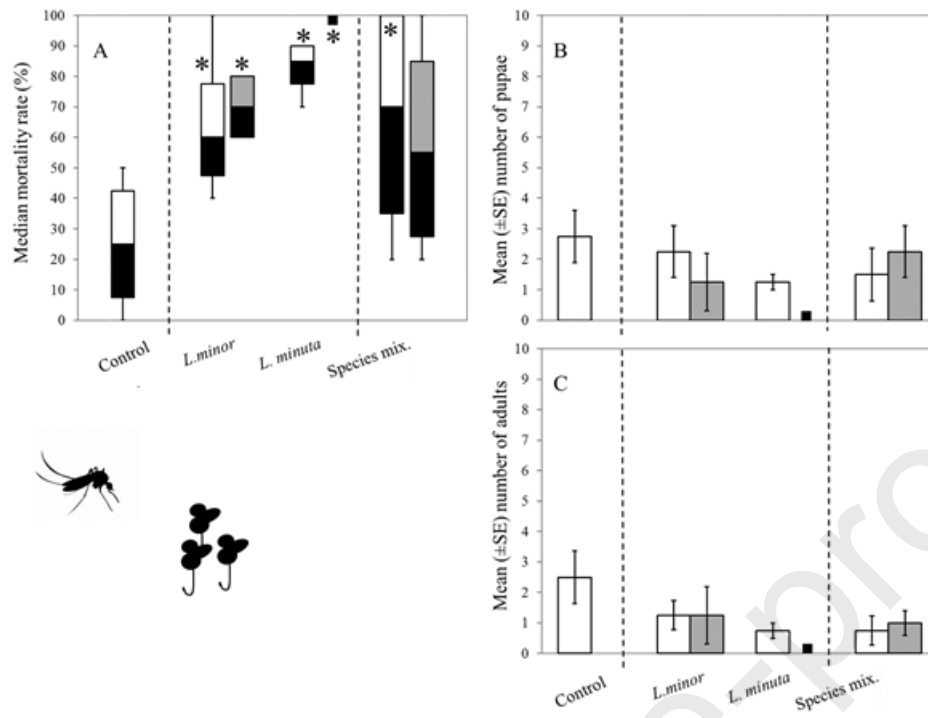 A
Median mortality rate (%)
100
90
80
70
60
50
40
30
20
10
0
* * * * *
Control
L.minor
L. minuta
Species mix.
B
Mean (±SE) number of pupae
10
9
8
7
6
5
4
3
2
1
0
C
Mean (±SE) number of adults
10
9
8
7
6
5
4
3
2
1
0
Control
L.minor
L. minuta
Species mix.